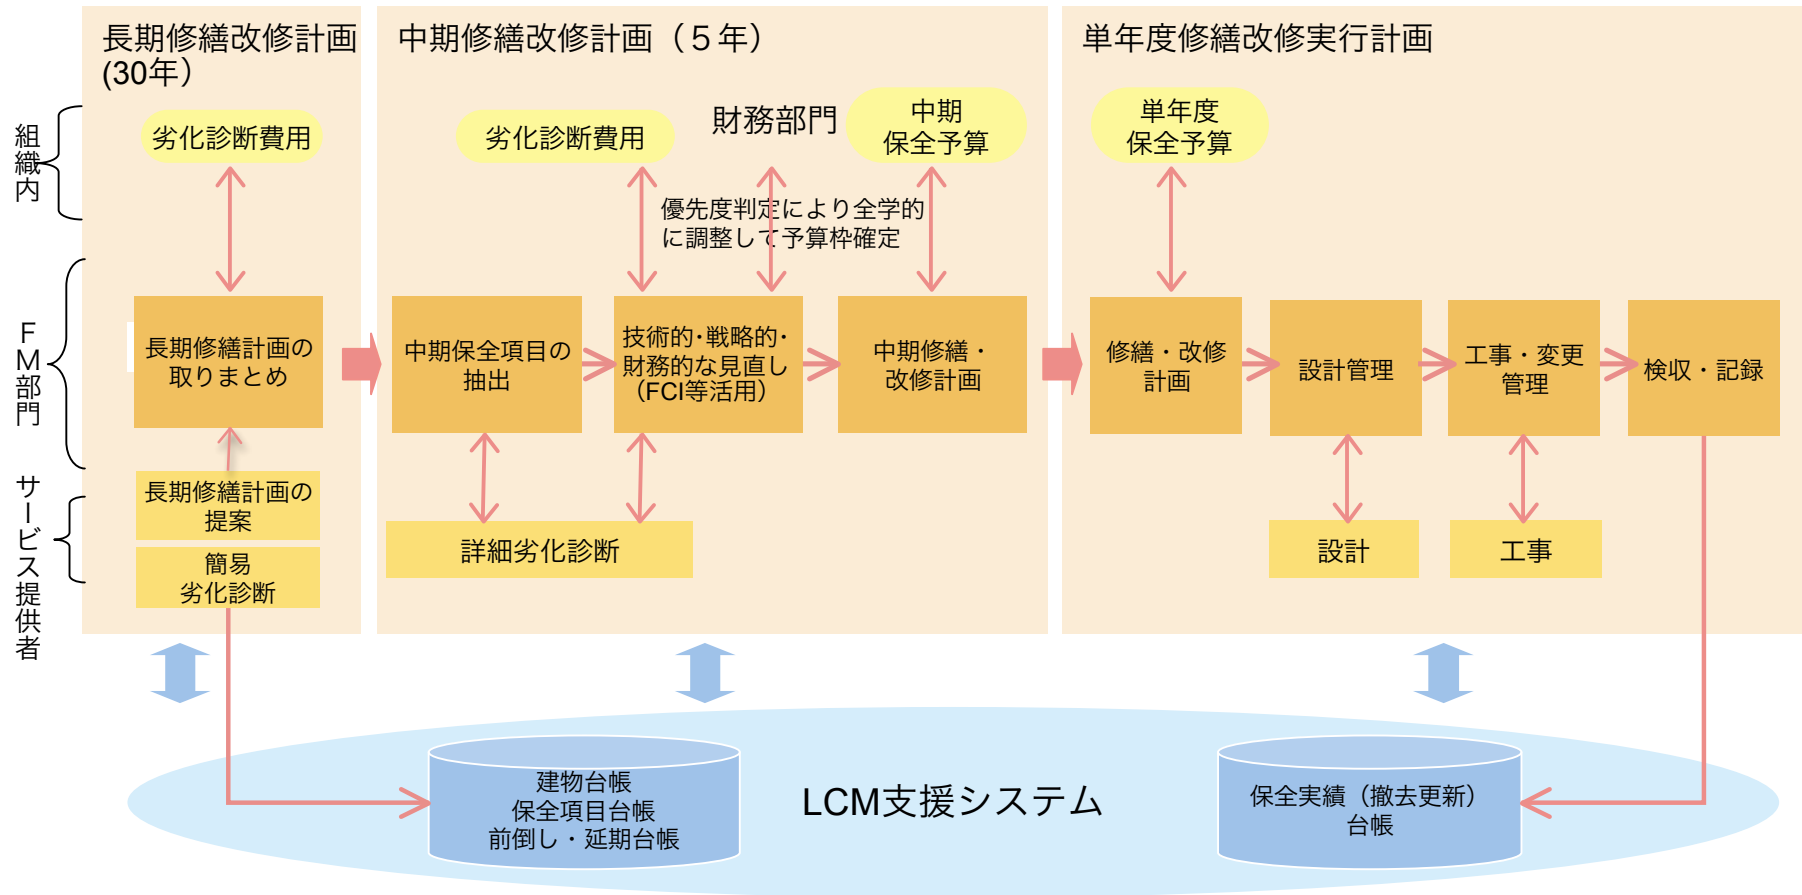 長期修繕改修計画
(30年）
中期修繕改修計画（５年）
単年度修繕改修実行計画
組織内
劣化診断費用
劣化診断費用
財務部門
中期
保全予算
単年度
保全予算
優先度判定により全学的
に調整して予算枠確定
ＦＭ部門
長期修繕計画の
取りまとめ
中期保全項目の
抽出
技術的・戦略的・
財務的な見直し
（FCI等活用）
中期修繕・
改修計画
修繕・改修
計画
設計管理
工事・変更
管理
検収・記録
サービス提供者
長期修繕計画の
提案
簡易
劣化診断
詳細劣化診断
設計
工事
建物台帳
保全項目台帳
前倒し・延期台帳
LCM支援システム
保全実績（撤去更新）
台帳